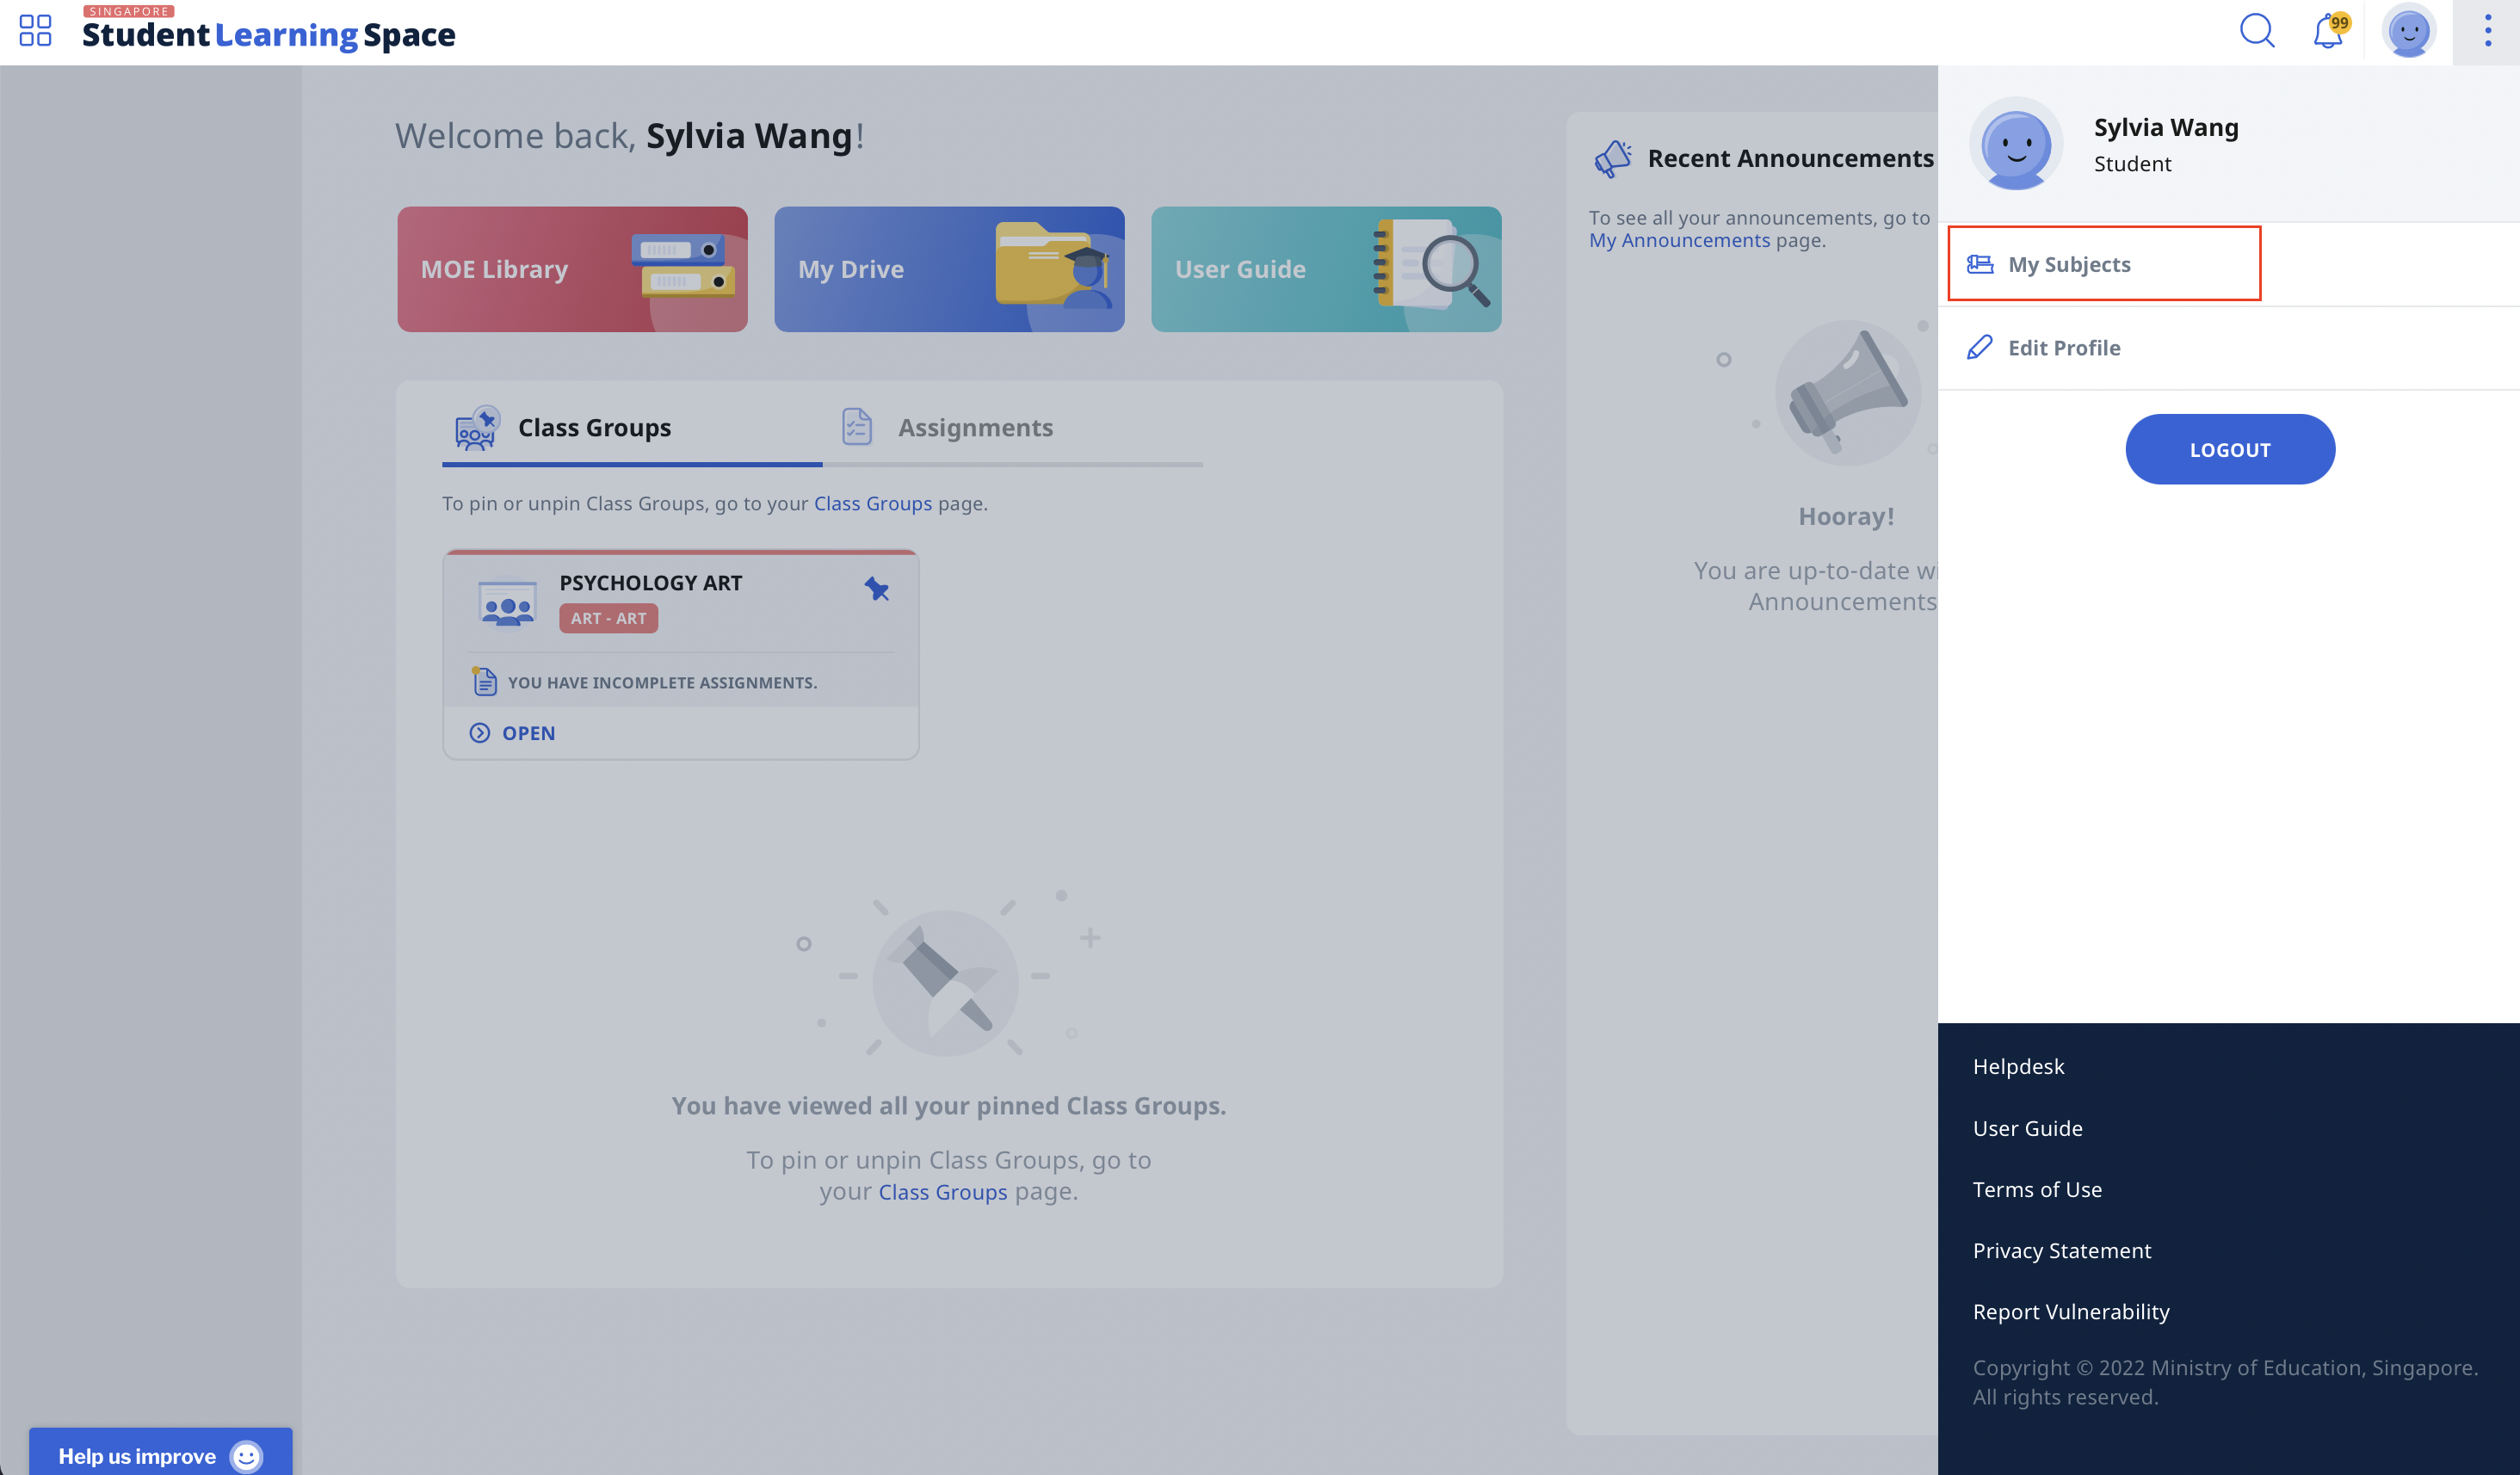 SINGAPORE
Student Learning Space
99
Welcome back, Sylvia Wang!
MOE Library
My Drive
User Guide
Class Groups
Assignments
To pin or unpin Class Groups, go to your Class Groups page.
PSYCHOLOGY ART
ART - ART
YOU HAVE INCOMPLETE ASSIGNMENTS.
OPEN
You have viewed all your pinned Class Groups.
To pin or unpin Class Groups, go to
your Class Groups page.
Recent Announcements
To see all your announcements, go to
My Announcements page.
Hooray!
You are up-to-date wi
Announcements
Sylvia Wang
Student
My Subjects
Edit Profile
LOGOUT
Helpdesk
User Guide
Terms of Use
Privacy Statement
Report Vulnerability
Copyright © 2022 Ministry of Education, Singapore.
All rights reserved.
Help us improve